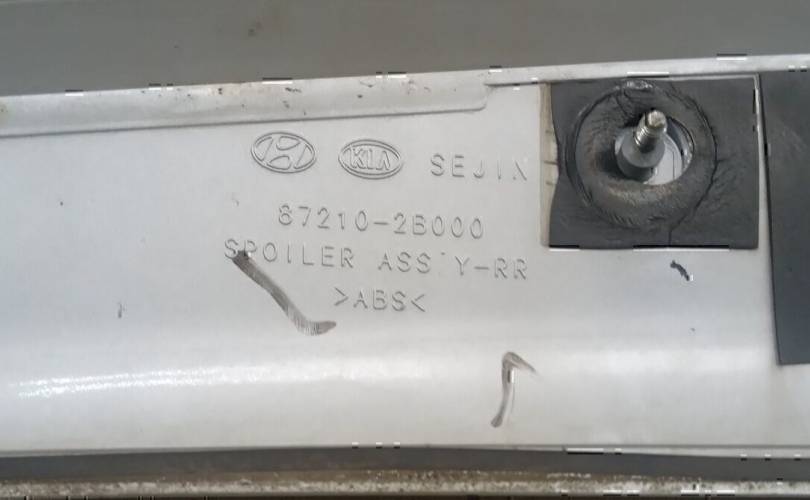 KIA SEJIN
87210-2B000
SPOILER ASS'Y-RR
>ABS<